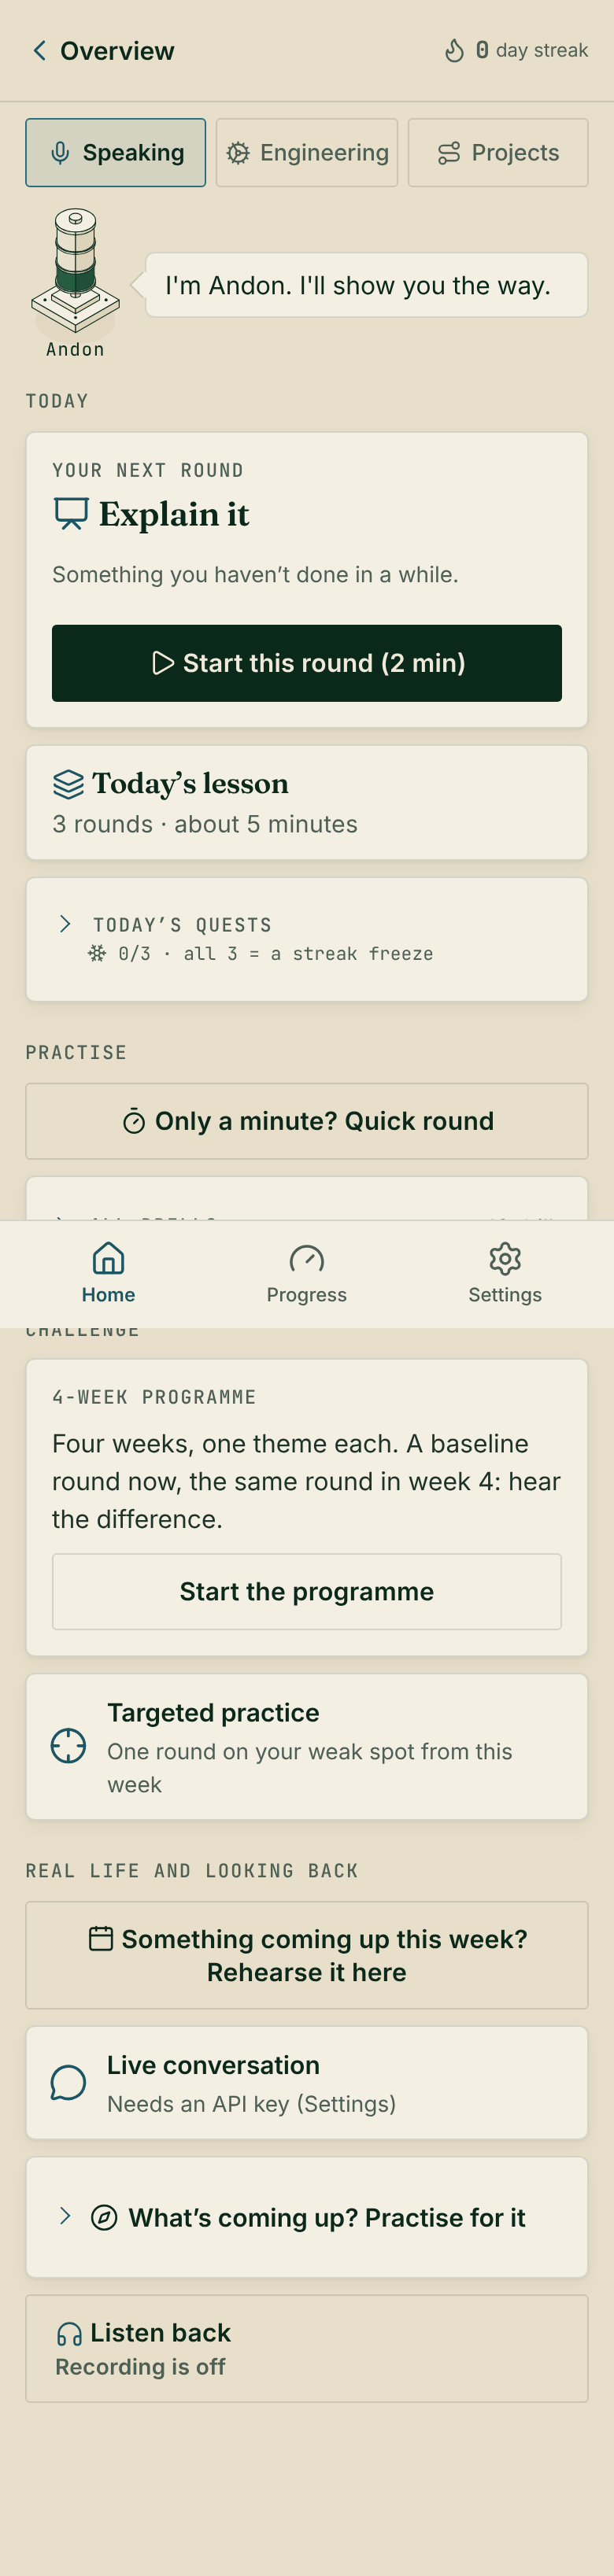 Overview
0 day streak
Speaking
Engineering
Projects
I'm Andon. I'll show you the way.
Andon
TODAY
YOUR NEXT ROUND
Explain it
Something you haven’t done in a while.
Start this round (2 min)
Today’s lesson
3 rounds · about 5 minutes
TODAY’S QUESTS
0/3 · all 3 = a streak freeze
PRACTISE
Only a minute? Quick round
Home
Progress
Settings
CHALLENGE
4-WEEK PROGRAMME
Four weeks, one theme each. A baseline
round now, the same round in week 4: hear
the difference.
Start the programme
Targeted practice
One round on your weak spot from this
week
REAL LIFE AND LOOKING BACK
Something coming up this week?
Rehearse it here
Live conversation
Needs an API key (Settings)
What’s coming up? Practise for it
Listen back
Recording is off